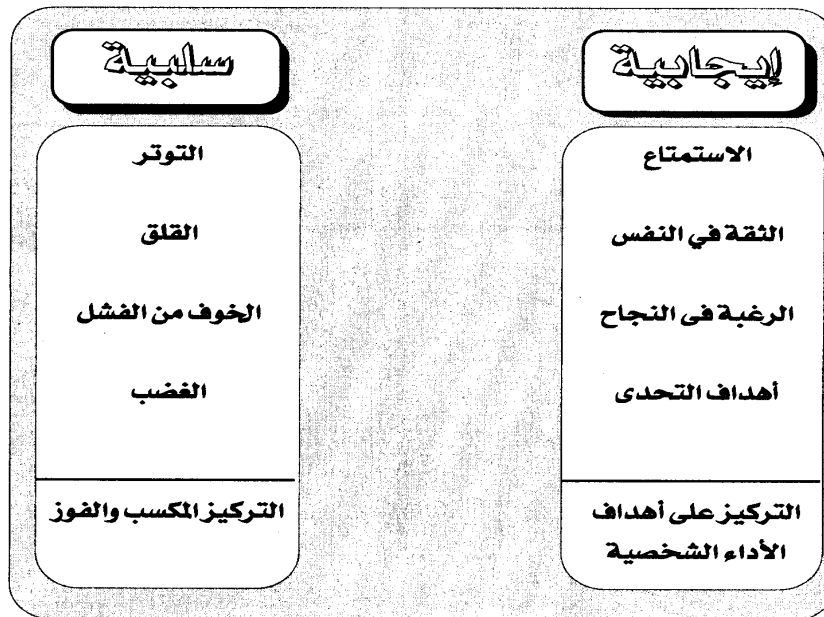 إيجابية
الاستمتاع
الثقة في النفس
الرغبة فى النجاح
أهداف التحدى
التركيز على أهداف
الأداء الشخصية
سلبية
التوتر
القلق
الخوف من الفشل
الغضب
التركيز المكسب والفوز